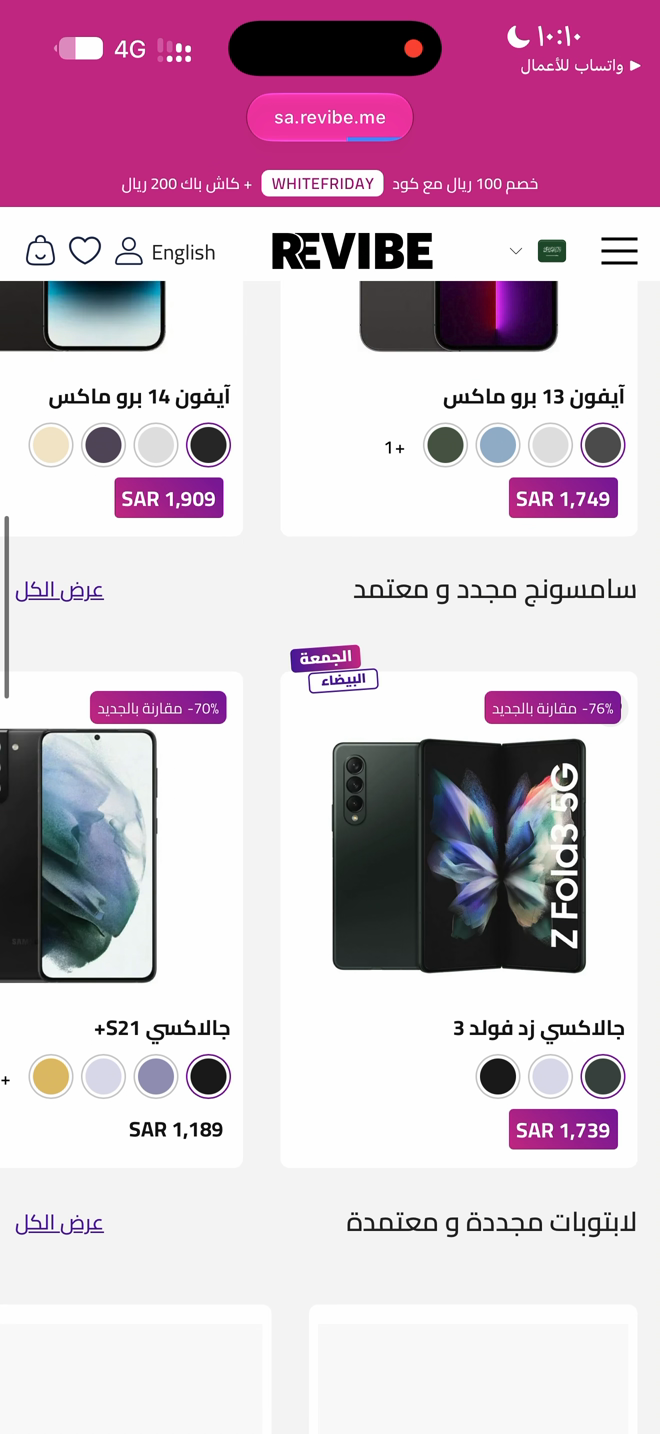 ١٠:١٠
4G
◀ واتساب للأعمال
sa.revibe.me
خصم 100 ريال مع كود WHITEFRIDAY + كاش باك 200 ريال
REVIBE
English
آيفون 13 برو ماكس
+1
SAR 1,749
آيفون 14 برو ماكس
SAR 1,909
سامسونج مجدد و معتمد
عرض الكل
الجمعة
البيضاء
-76% مقارنة بالجديد
Z Fold3 5G
جالاكسي زد فولد 3
SAR 1,739
-70% مقارنة بالجديد
جالاكسي S21+
+
SAR 1,189
لابتوبات مجددة و معتمدة
عرض الكل